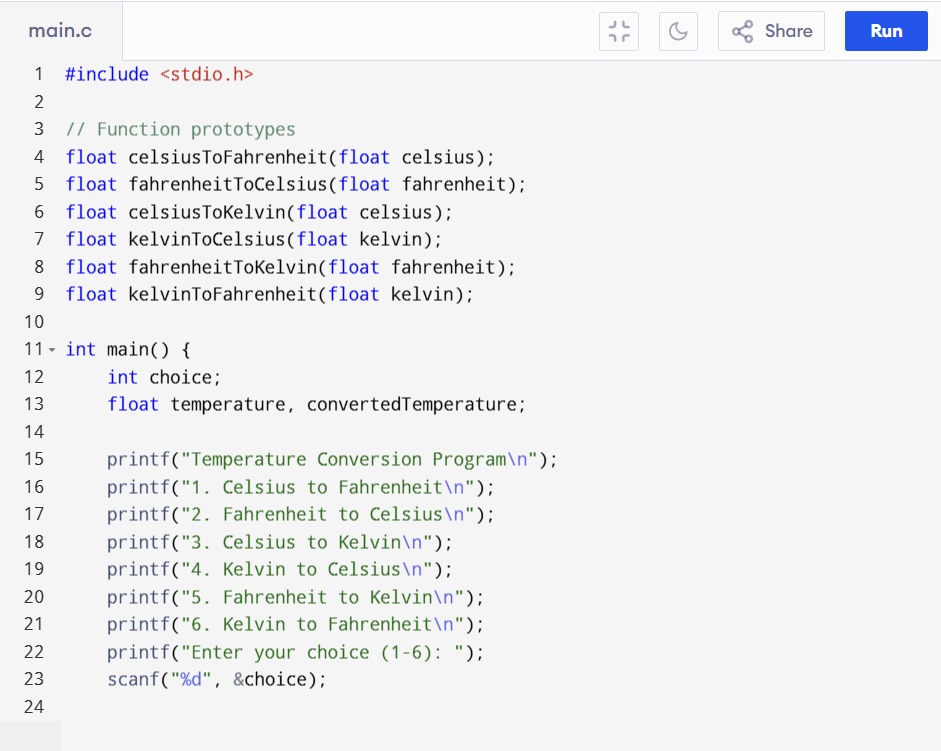 main.c
Share
Run
1 #include <stdio.h>
2
3 // Function prototypes
4 float celsiusToFahrenheit(float celsius);
5 float fahrenheitToCelsius(float fahrenheit);
6 float celsiusToKelvin(float celsius);
7 float kelvinToCelsius(float kelvin);
8 float fahrenheitToKelvin(float fahrenheit);
9 float kelvinToFahrenheit(float kelvin);
10
11 int main() {
12     int choice;
13     float temperature, convertedTemperature;
14
15     printf("Temperature Conversion Program\n");
16     printf("1. Celsius to Fahrenheit\n");
17     printf("2. Fahrenheit to Celsius\n");
18     printf("3. Celsius to Kelvin\n");
19     printf("4. Kelvin to Celsius\n");
20     printf("5. Fahrenheit to Kelvin\n");
21     printf("6. Kelvin to Fahrenheit\n");
22     printf("Enter your choice (1-6): ");
23     scanf("%d", &choice);
24